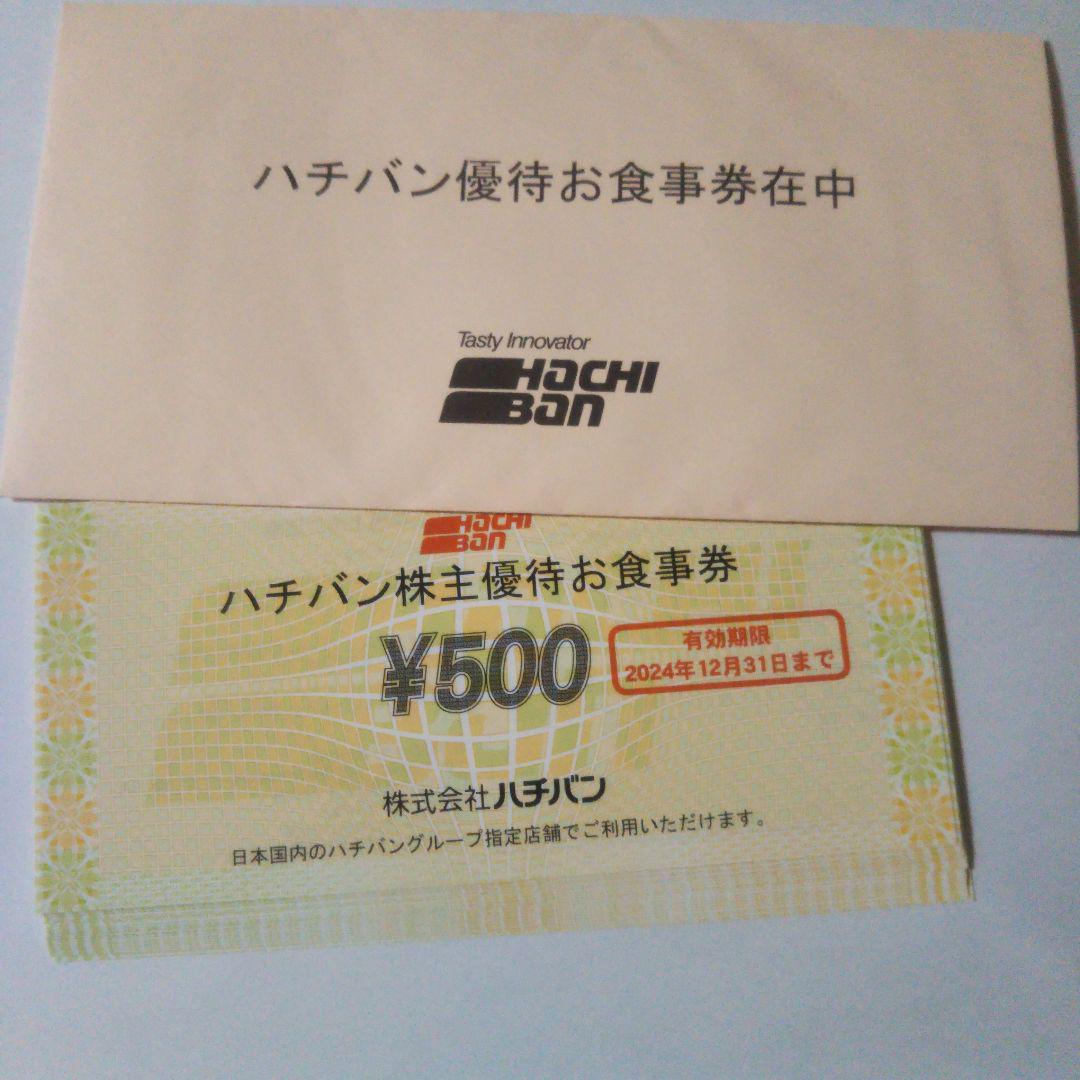 ハチバン優待お食事券在中
Tasty Innovator
HACHI
BAN
HACHI
BAN
ハチバン株主優待お食事券
¥500
有効期限
2024年12月31日まで
株式会社ハチバン
日本国内のハチバングループ指定店舗でご利用いただけます。